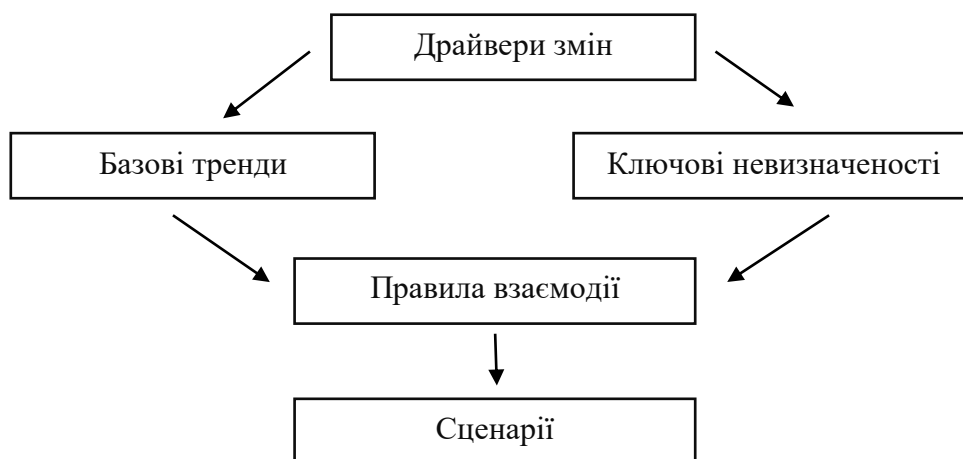 Драйвери змін
Базові тренди
Ключові невизначеності
Правила взаємодії
Сценарії